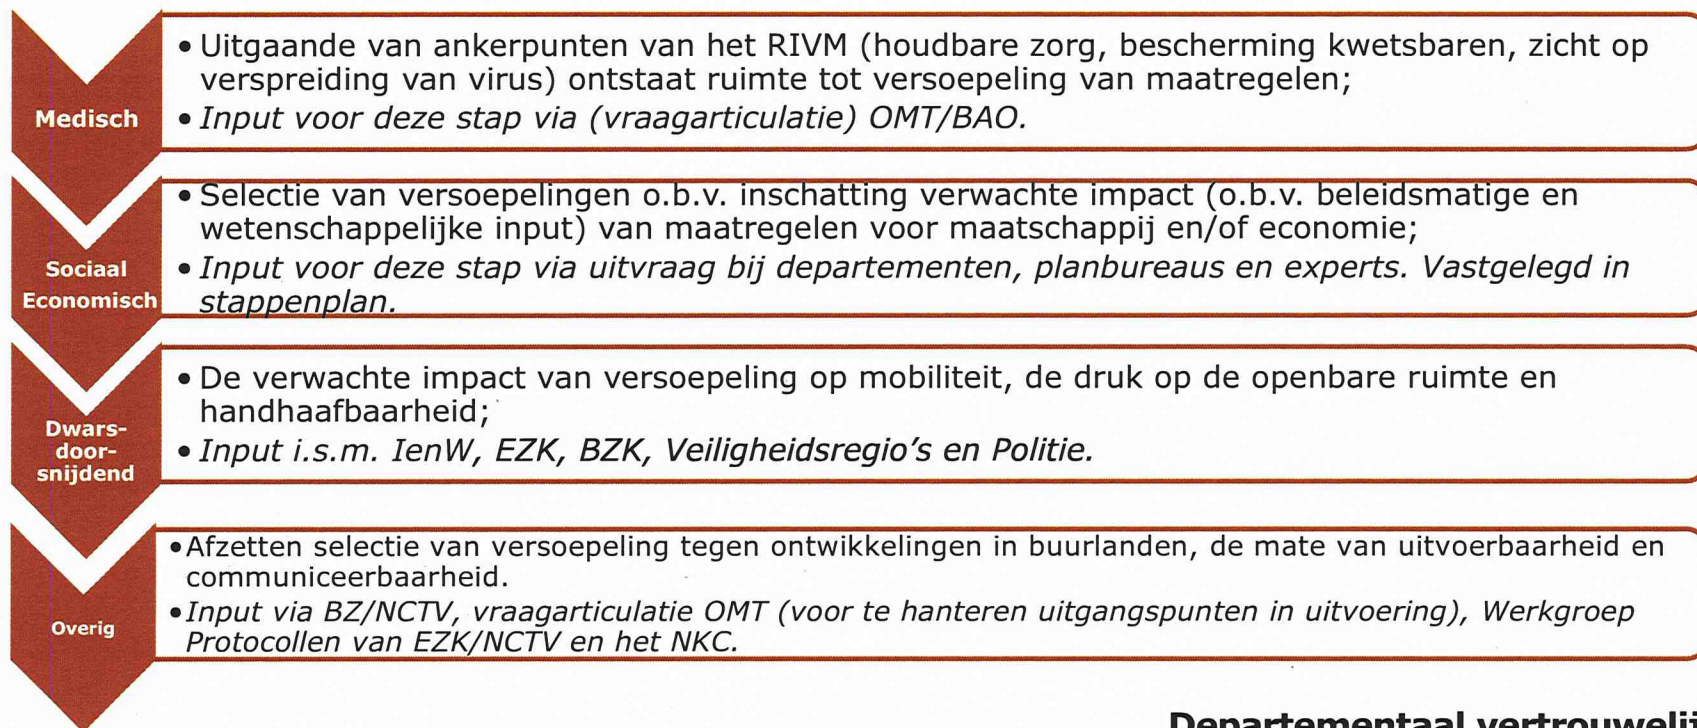 Medisch
• Uitgaande van ankerpunten van het RIVM (houdbare zorg, bescherming kwetsbaren, zicht op
verspreiding van virus) ontstaat ruimte tot versoepeling van maatregelen;
• Input voor deze stap via (vraagarticulatie) OMT/BAO.
Sociaal
Economisch
• Selectie van versoepelingen o.b.v. inschatting verwachte impact (o.b.v. beleidsmatige en
wetenschappelijke input) van maatregelen voor maatschappij en/of economie;
• Input voor deze stap via uitvraag bij departementen, planbureaus en experts. Vastgelegd in
stappenplan.
Dwars-
door-
snijdend
• De verwachte impact van versoepeling op mobiliteit, de druk op de openbare ruimte en
handhaafbaarheid;
• Input i.s.m. IenW, EZK, BZK, Veiligheidsregio's en Politie.
Overig
• Afzetten selectie van versoepeling tegen ontwikkelingen in buurlanden, de mate van uitvoerbaarheid en
communiceerbaarheid.
• Input via BZ/NCTV, vraagarticulatie OMT (voor te hanteren uitgangspunten in uitvoering), Werkgroep
Protocollen van EZK/NCTV en het NKC.
Departementaal